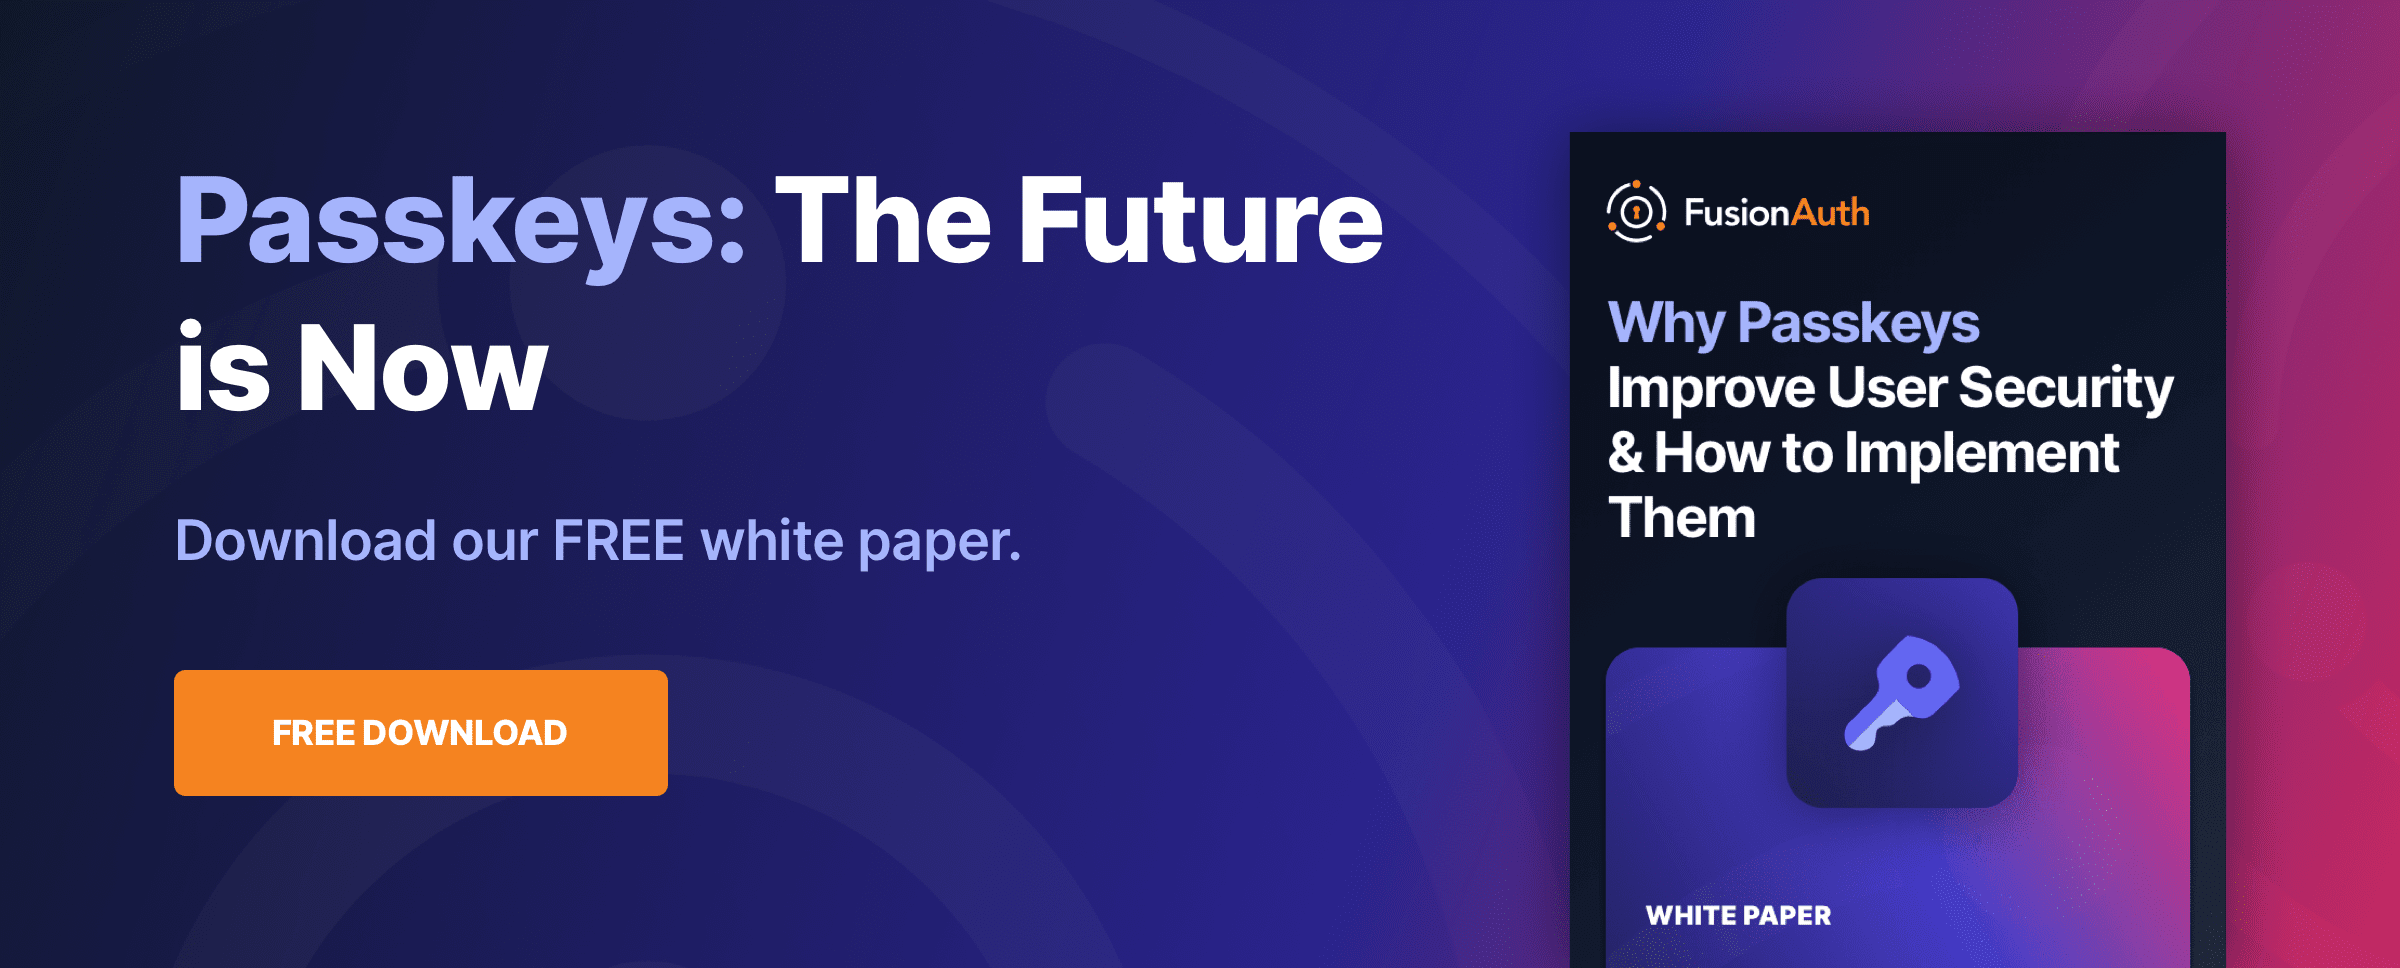 Passkeys: The Future
is Now
Download our FREE white paper.
FREE DOWNLOAD
FusionAuth
Why Passkeys
Improve User Security
& How to Implement
Them
WHITE PAPER